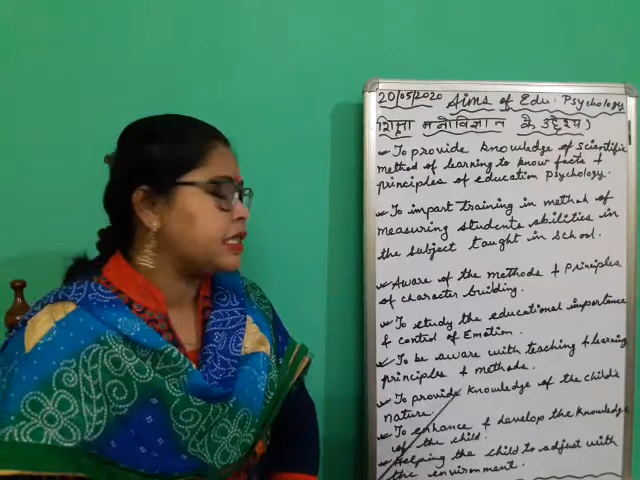 20/05/2020 Aims of Edu. Psychology
शिक्षा मनोविज्ञान के उद्देश्य)
To provide knowledge of scientific
method of learning to know facts &
principles of education psychology.
To impart training in method of
measuring students abilities in
the subject taught in school.
Aware of the methods & principles
of character building.
To study the educational importance
& control of Emotion.
To be aware with teaching & learning
principles & methods.
To provide knowledge of the child's
nature.
To enhance & develop the knowledge
of the child.
Helping the child to adjust with
the environment.